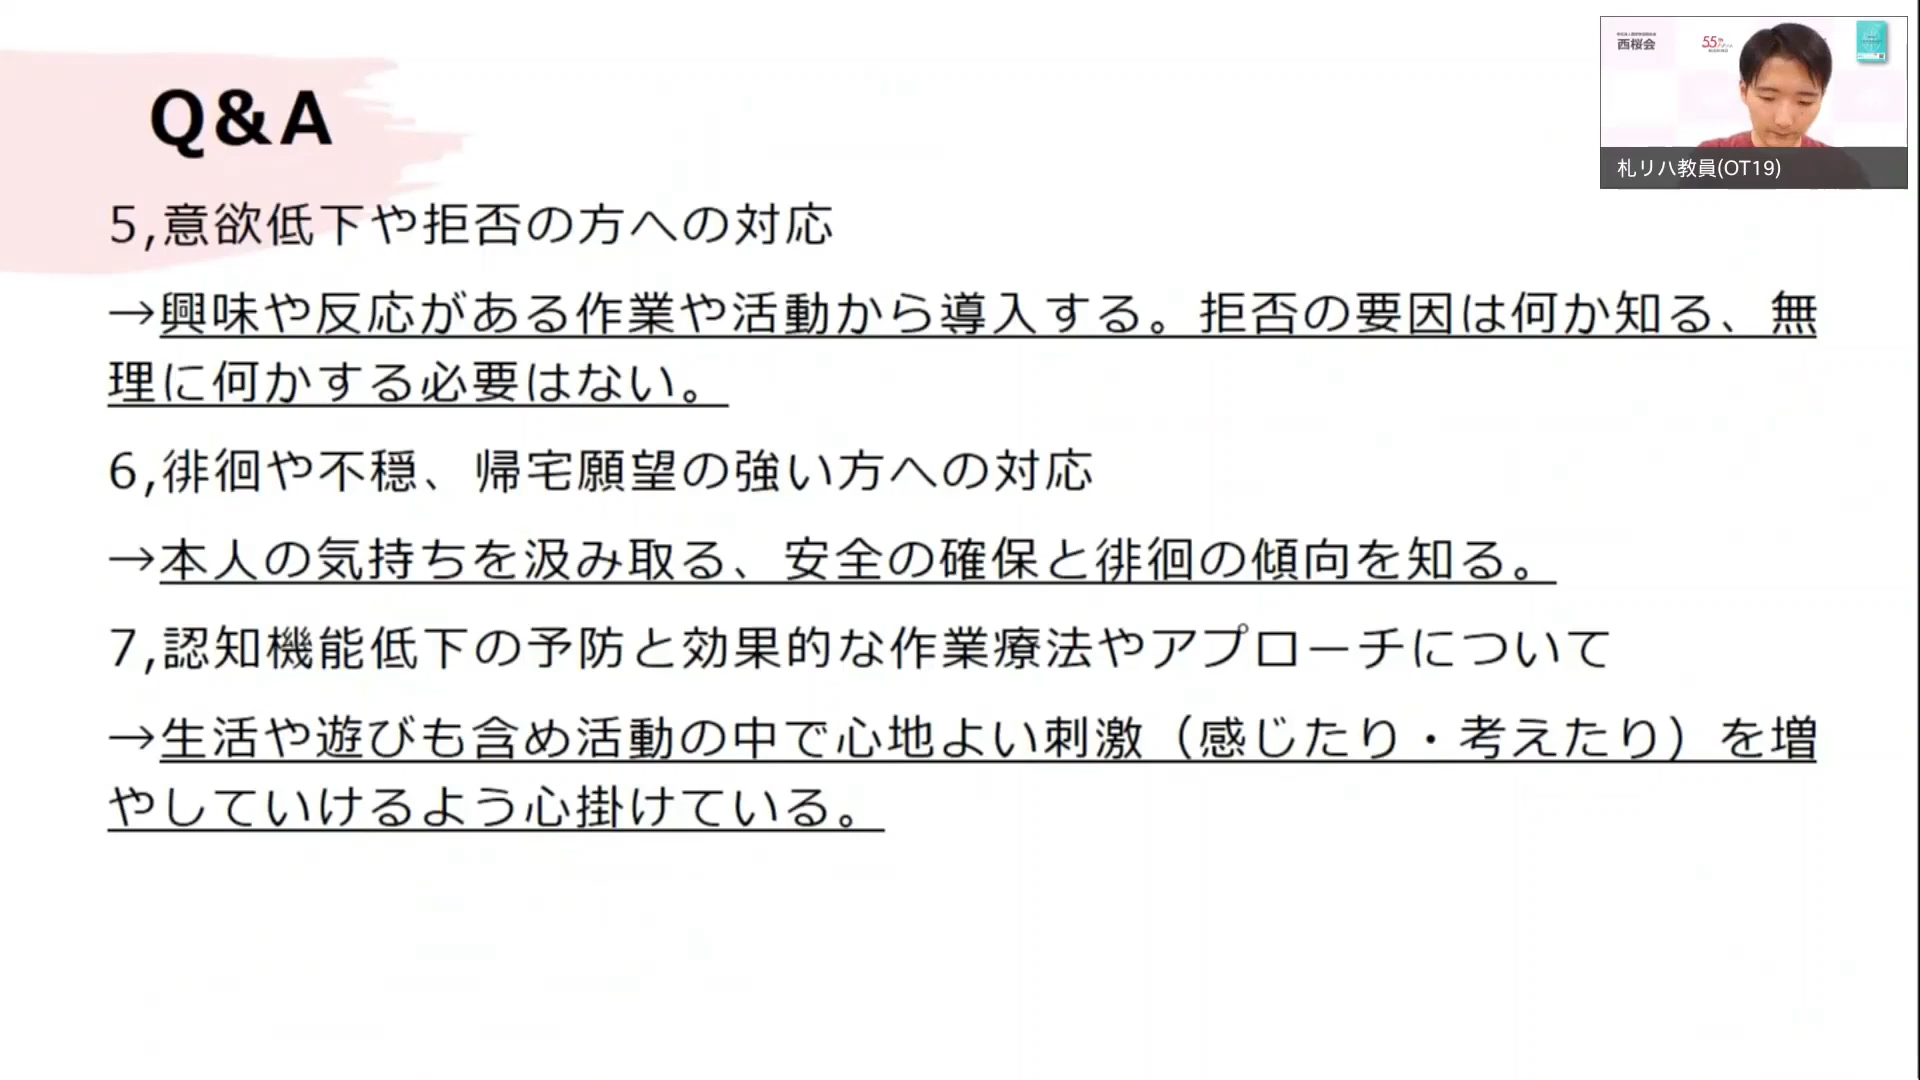 Q&A
5,意欲低下や拒否の方への対応
→興味や反応がある作業や活動から導入する。拒否の要因は何か知る、無
理に何かする必要はない。
6,徘徊や不穏、帰宅願望の強い方への対応
→本人の気持ちを汲み取る、安全の確保と徘徊の傾向を知る。
7,認知機能低下の予防と効果的な作業療法やアプローチについて
→生活や遊びも含め活動の中で心地よい刺激（感じたり・考えたり）を増
やしていけるよう心掛けている。
西桜会
55th
札リハ教員(OT19)